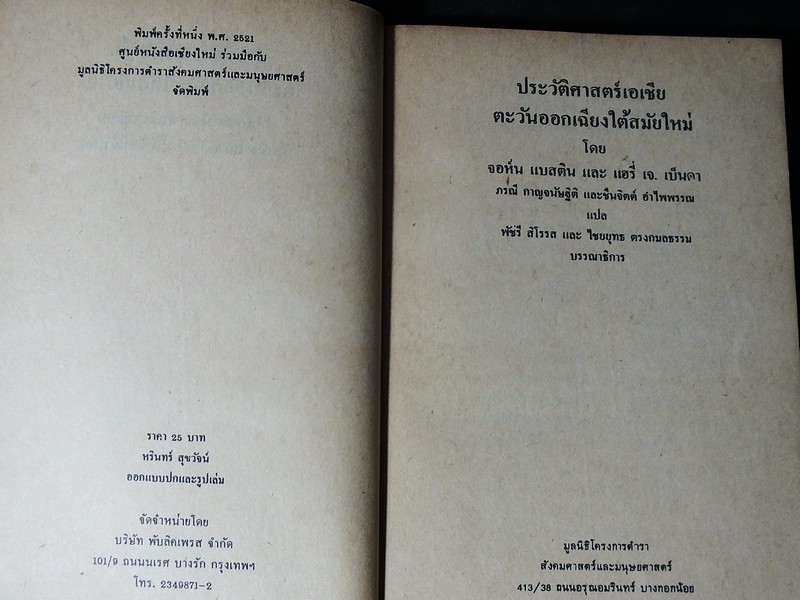 พิมพ์ครั้งที่หนึ่ง พ.ศ. 2521
ศูนย์หนังสือเชียงใหม่ ร่วมมือกับ
มูลนิธิโครงการตำราสังคมศาสตร์และมนุษยศาสตร์
จัดพิมพ์
ราคา 25 บาท
หรินทร์ สุขวัจน์
ออกแบบปกและรูปเล่ม
จัดจำหน่ายโดย
บริษัท พับลิคเพรส จำกัด
101/9 ถนนนเรศ บางรัก กรุงเทพฯ
โทร. 2349871-2
ประวัติศาสตร์เอเชีย
ตะวันออกเฉียงใต้สมัยใหม่
โดย
จอห์น แบสติน และ แฮรี่ เจ. เบ็นดา
ภรณี กาญจนัษฐิติ และชื่นจิตต์ อำไพพรรณ
แปล
พัชรี สิโรรส และ ไชยยุทธ ตรงกมลธรรม
บรรณาธิการ
มูลนิธิโครงการตำรา
สังคมศาสตร์และมนุษยศาสตร์
413/38 ถนนอรุณอมรินทร์ บางกอกน้อย